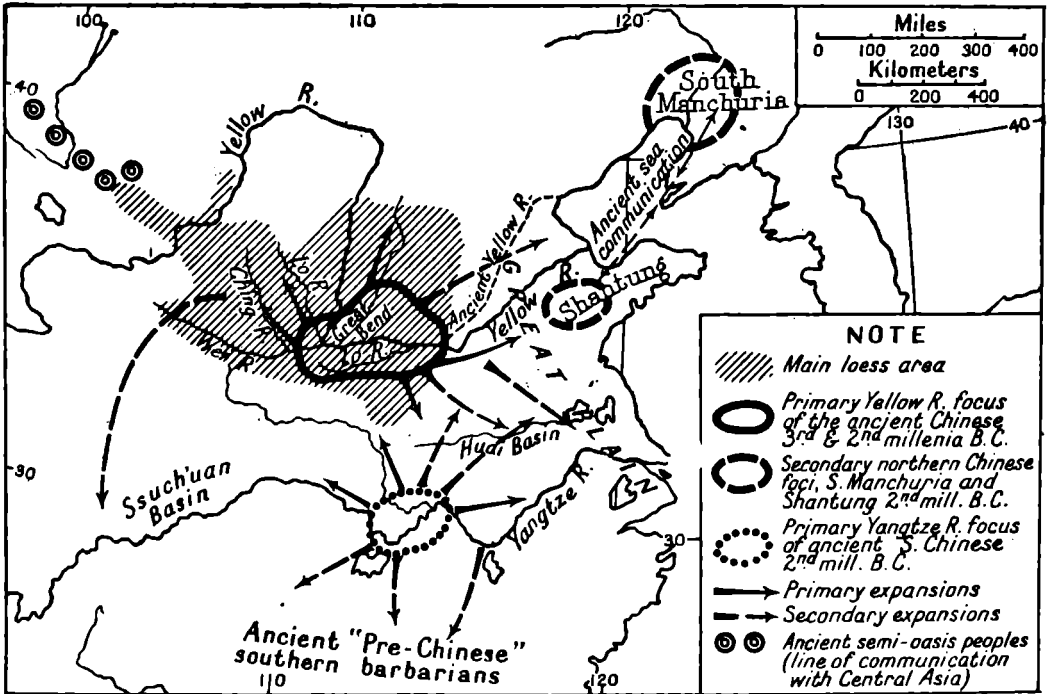 100
110
120
Miles
0 100 200 300 400
Kilometers
0 200 400
40
130
40
South
Manchuria
Yellow R.
Ancient sea
communication
Ancient Yellow R.
Yellow R.
Shantung
GREAT PLAIN
Lo R.
Ching R.
Great
Bend
Lo R.
Wei R.
Huai Basin
30
Ssuch'uan
Basin
Yangtze R.
30
Ancient "Pre-Chinese"
southern barbarians
110
120
NOTE
Main loess area
Primary Yellow R. focus
of the ancient Chinese
3rd & 2nd millenia B.C.
Secondary northern Chinese
foci, S. Manchuria and
Shantung 2nd mill. B.C.
Primary Yangtze R. focus
of ancient S. Chinese
2nd mill. B.C.
Primary expansions
Secondary expansions
Ancient semi-oasis peoples
(line of communication
with Central Asia)